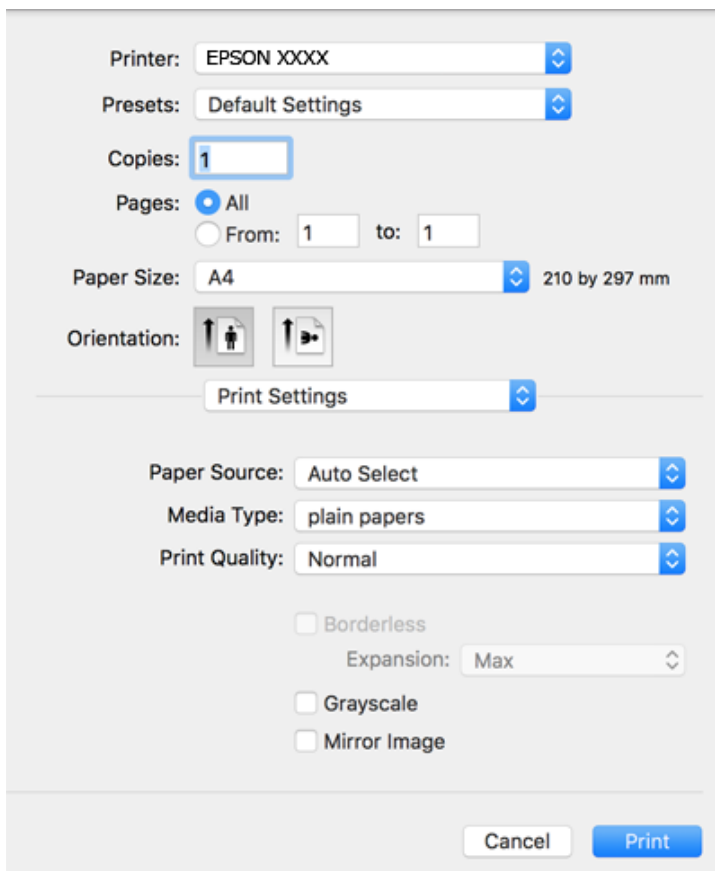 Printer: EPSON XXXX
Presets: Default Settings
Copies: 1
Pages: All
From: 1 to: 1
Paper Size: A4 210 by 297 mm
Orientation:
Print Settings
Paper Source: Auto Select
Media Type: plain papers
Print Quality: Normal
Borderless
Expansion: Max
Grayscale
Mirror Image
Cancel Print